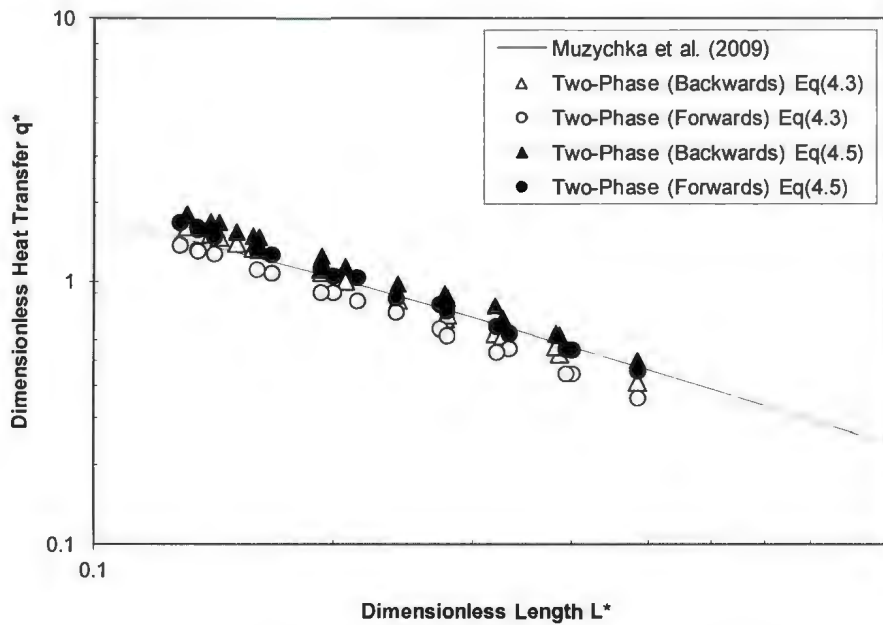 10
Muzychka et al. (2009)
Two-Phase (Backwards) Eq(4.3)
Two-Phase (Forwards) Eq(4.3)
Two-Phase (Backwards) Eq(4.5)
Two-Phase (Forwards) Eq(4.5)
Dimensionless Heat Transfer q*
1
0.1
0.1
Dimensionless Length L*